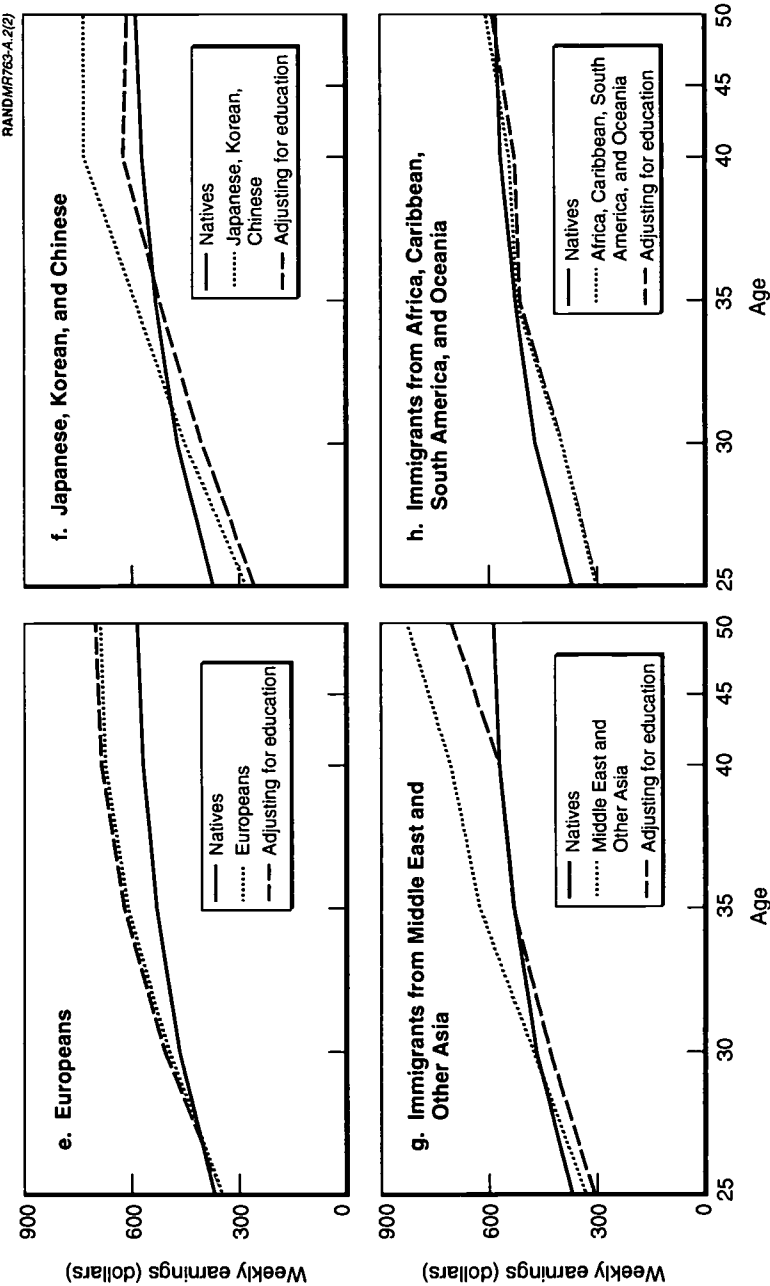 RANDMR763-A.2(2)
Weekly earnings (dollars)
900
600
300
0
e. Europeans
Natives
Europeans
Adjusting for education
f. Japanese, Korean, and Chinese
Natives
Japanese, Korean,
Chinese
Adjusting for education
Weekly earnings (dollars)
900
600
300
0
g. Immigrants from Middle East and
Other Asia
Natives
Middle East and
Other Asia
Adjusting for education
25
30
35
40
45
50
Age
h. Immigrants from Africa, Caribbean,
South America, and Oceania
Natives
Africa, Caribbean, South
America, and Oceania
Adjusting for education
25
30
35
40
45
50
Age